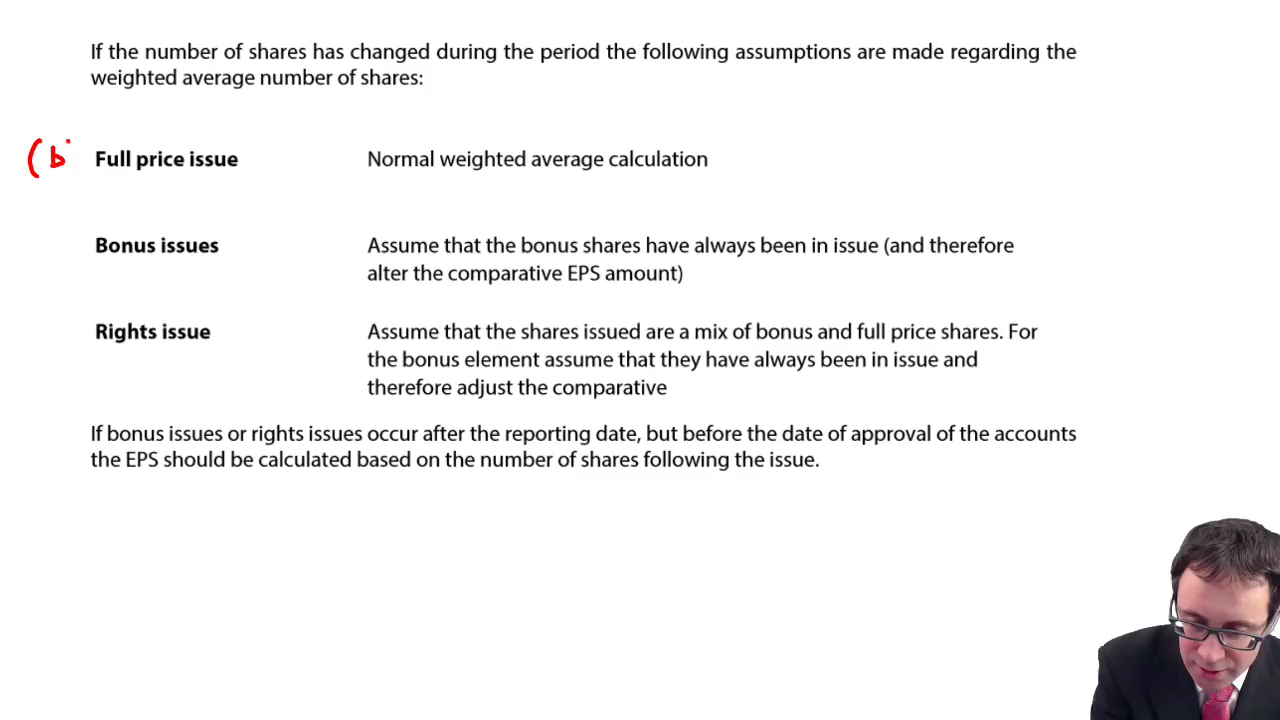 If the number of shares has changed during the period the following assumptions are made regarding the
weighted average number of shares:
(b
Full price issue Normal weighted average calculation
Bonus issues Assume that the bonus shares have always been in issue (and therefore
alter the comparative EPS amount)
Rights issue Assume that the shares issued are a mix of bonus and full price shares. For
the bonus element assume that they have always been in issue and
therefore adjust the comparative
If bonus issues or rights issues occur after the reporting date, but before the date of approval of the accounts
the EPS should be calculated based on the number of shares following the issue.